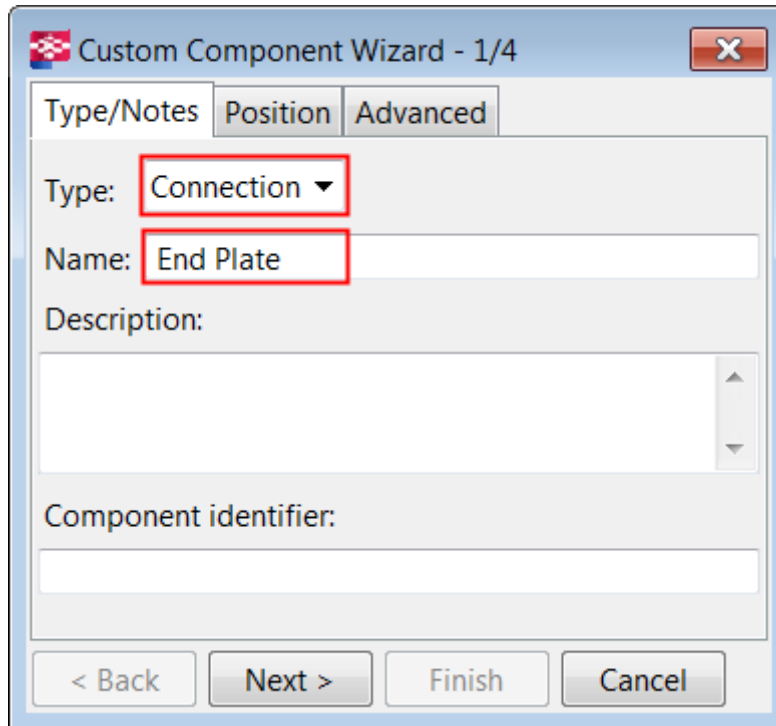 Custom Component Wizard - 1/4
Type/Notes Position Advanced
Type: Connection
Name: End Plate
Description:
Component identifier:
< Back Next > Finish Cancel